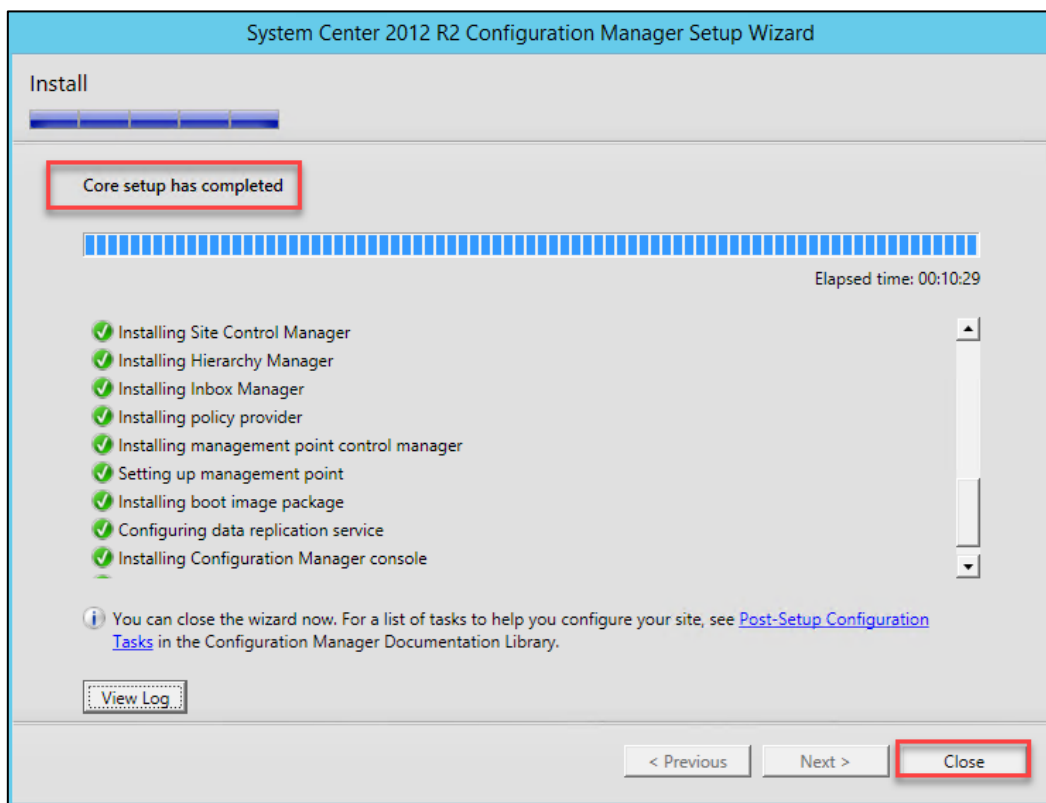 System Center 2012 R2 Configuration Manager Setup Wizard
Install
Core setup has completed
Elapsed time: 00:10:29
Installing Site Control Manager
Installing Hierarchy Manager
Installing Inbox Manager
Installing policy provider
Installing management point control manager
Setting up management point
Installing boot image package
Configuring data replication service
Installing Configuration Manager console
You can close the wizard now. For a list of tasks to help you configure your site, see Post-Setup Configuration
Tasks in the Configuration Manager Documentation Library.
View Log
< Previous
Next >
Close